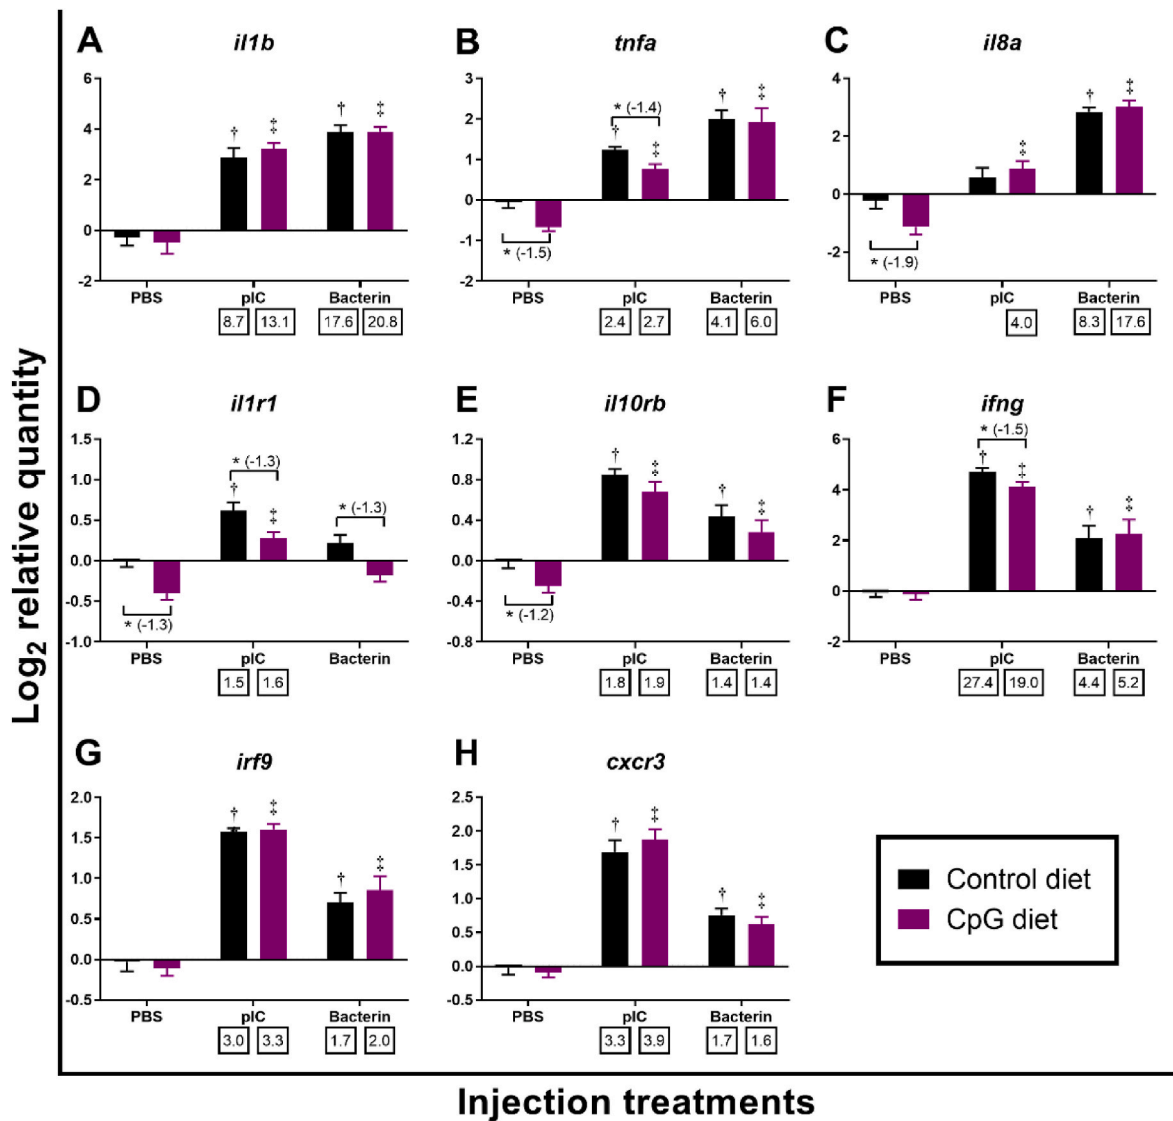 Log2 relative quantity
A
il1b
6
4
2
0
-2
† ‡ † ‡
PBS pIC Bacterin
8.7 13.1 17.6 20.8
B
tnfa
3
2
1
0
-1
-2
* (-1.4)
† ‡ † ‡
* (-1.5)
PBS pIC Bacterin
2.4 2.7 4.1 6.0
C
il8a
4
2
0
-2
‡ † ‡
* (-1.9)
PBS pIC Bacterin
4.0 8.3 17.6
D
il1r1
1.5
1.0
0.5
0.0
-0.5
-1.0
* (-1.3)
† ‡
* (-1.3)
* (-1.3)
PBS pIC Bacterin
1.5 1.6
E
il10rb
1.2
0.8
0.4
0.0
-0.4
-0.8
† ‡ † ‡
* (-1.2)
PBS pIC Bacterin
1.8 1.9 1.4 1.4
F
ifng
6
4
2
0
-2
* (-1.5)
† ‡ † ‡
PBS pIC Bacterin
27.4 19.0 4.4 5.2
G
irf9
2.0
1.5
1.0
0.5
0.0
-0.5
† ‡ † ‡
PBS pIC Bacterin
3.0 3.3 1.7 2.0
H
cxcr3
2.5
2.0
1.5
1.0
0.5
0.0
-0.5
† ‡ † ‡
PBS pIC Bacterin
3.3 3.9 1.7 1.6
Control diet
CpG diet
Injection treatments